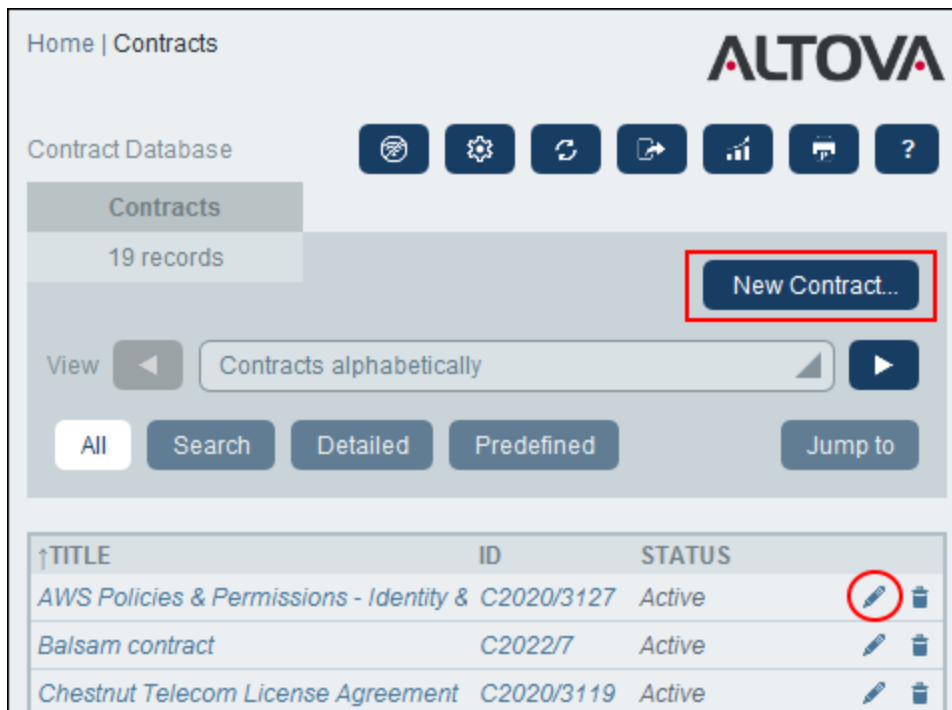 Home | Contracts
ALTOVA
Contract Database
?
Contracts
19 records
New Contract...
View
Contracts alphabetically
All Search Detailed Predefined Jump to
↑TITLE ID STATUS
AWS Policies & Permissions - Identity & C2020/3127 Active
Balsam contract C2022/7 Active
Chestnut Telecom License Agreement C2020/3119 Active